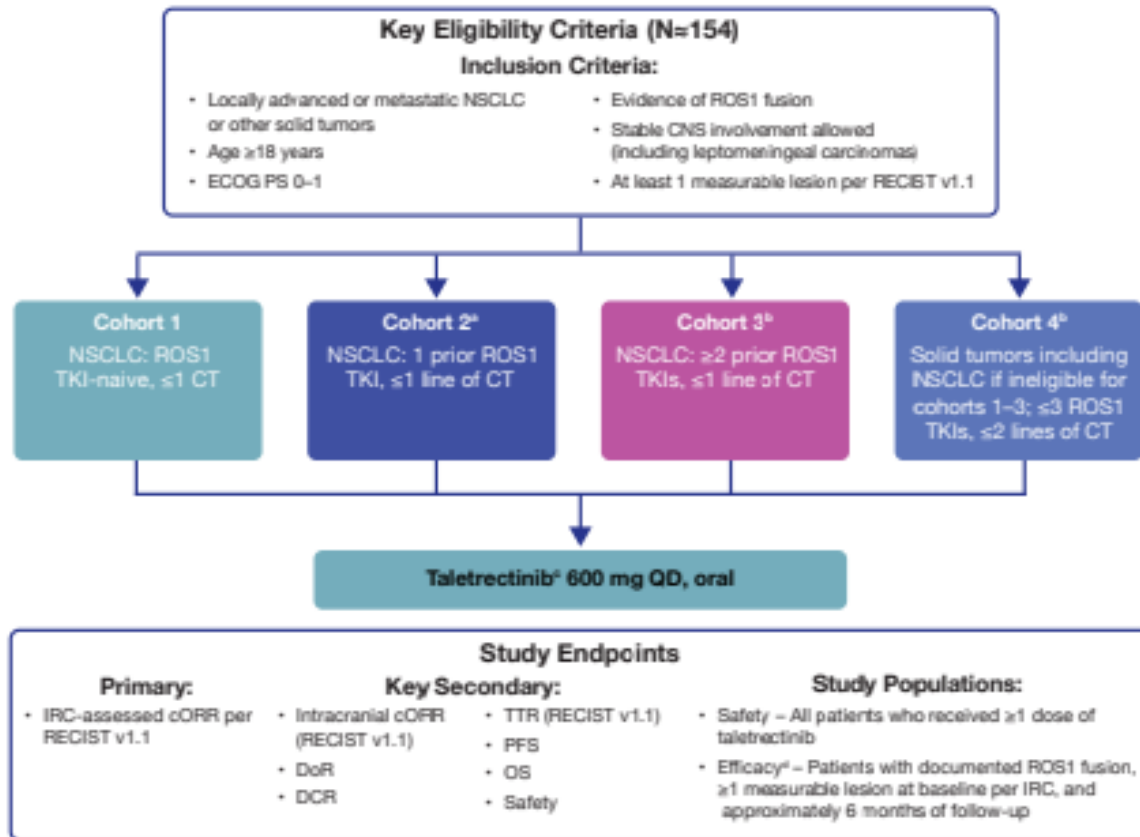 Key Eligibility Criteria (N≈154)
Inclusion Criteria:
• Locally advanced or metastatic NSCLC
or other solid tumors
• Age ≥18 years
• ECOG PS 0–1
• Evidence of ROS1 fusion
• Stable CNS involvement allowed
(including leptomeningeal carcinomas)
• At least 1 measurable lesion per RECIST v1.1
Cohort 1
NSCLC: ROS1
TKI-naive, ≤1 CT
Cohort 2ᵃ
NSCLC: 1 prior ROS1
TKI, ≤1 line of CT
Cohort 3ᵇ
NSCLC: ≥2 prior ROS1
TKIs, ≤1 line of CT
Cohort 4ᵇ
Solid tumors including
NSCLC if ineligible for
cohorts 1–3; ≤3 ROS1
TKIs, ≤2 lines of CT
Taletrectinibᶜ 600 mg QD, oral
Study Endpoints
Primary:
• IRC-assessed cORR per
RECIST v1.1
Key Secondary:
• Intracranial cORR
(RECIST v1.1)
• DoR
• DCR
• TTR (RECIST v1.1)
• PFS
• OS
• Safety
Study Populations:
• Safety – All patients who received ≥1 dose of
taletrectinib
• Efficacyᵈ – Patients with documented ROS1 fusion,
≥1 measurable lesion at baseline per IRC, and
approximately 6 months of follow-up